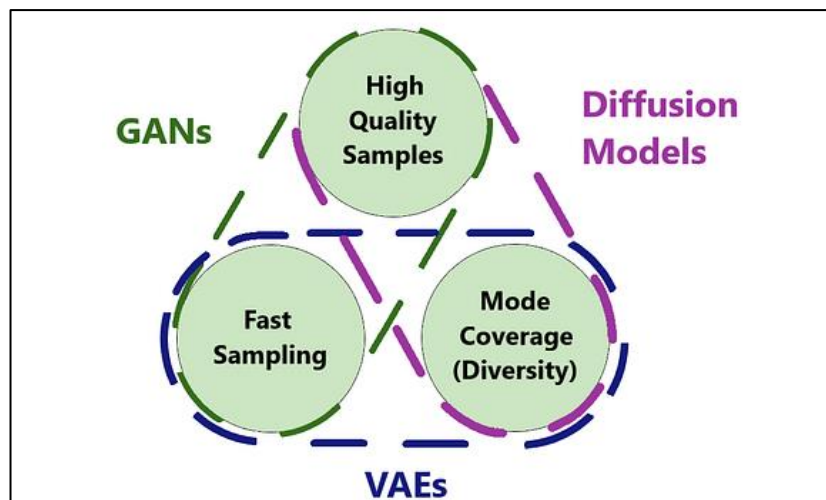 High
Quality
Samples
GANs
Diffusion
Models
Fast
Sampling
Mode
Coverage
(Diversity)
VAEs